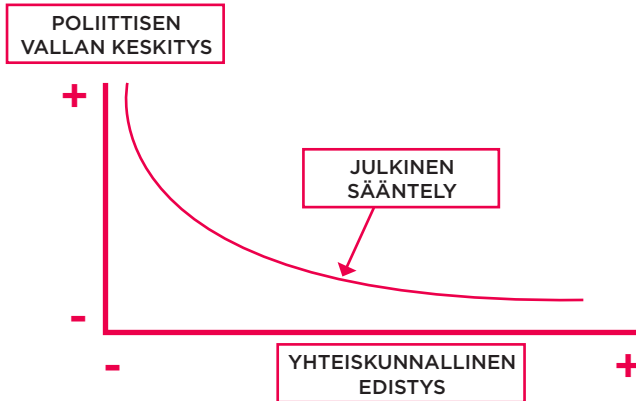 POLIITTISEN
VALLAN KESKITYS
+
JULKINEN
SÄÄNTELY
-
-
YHTEISKUNNALLINEN
EDISTYS
+